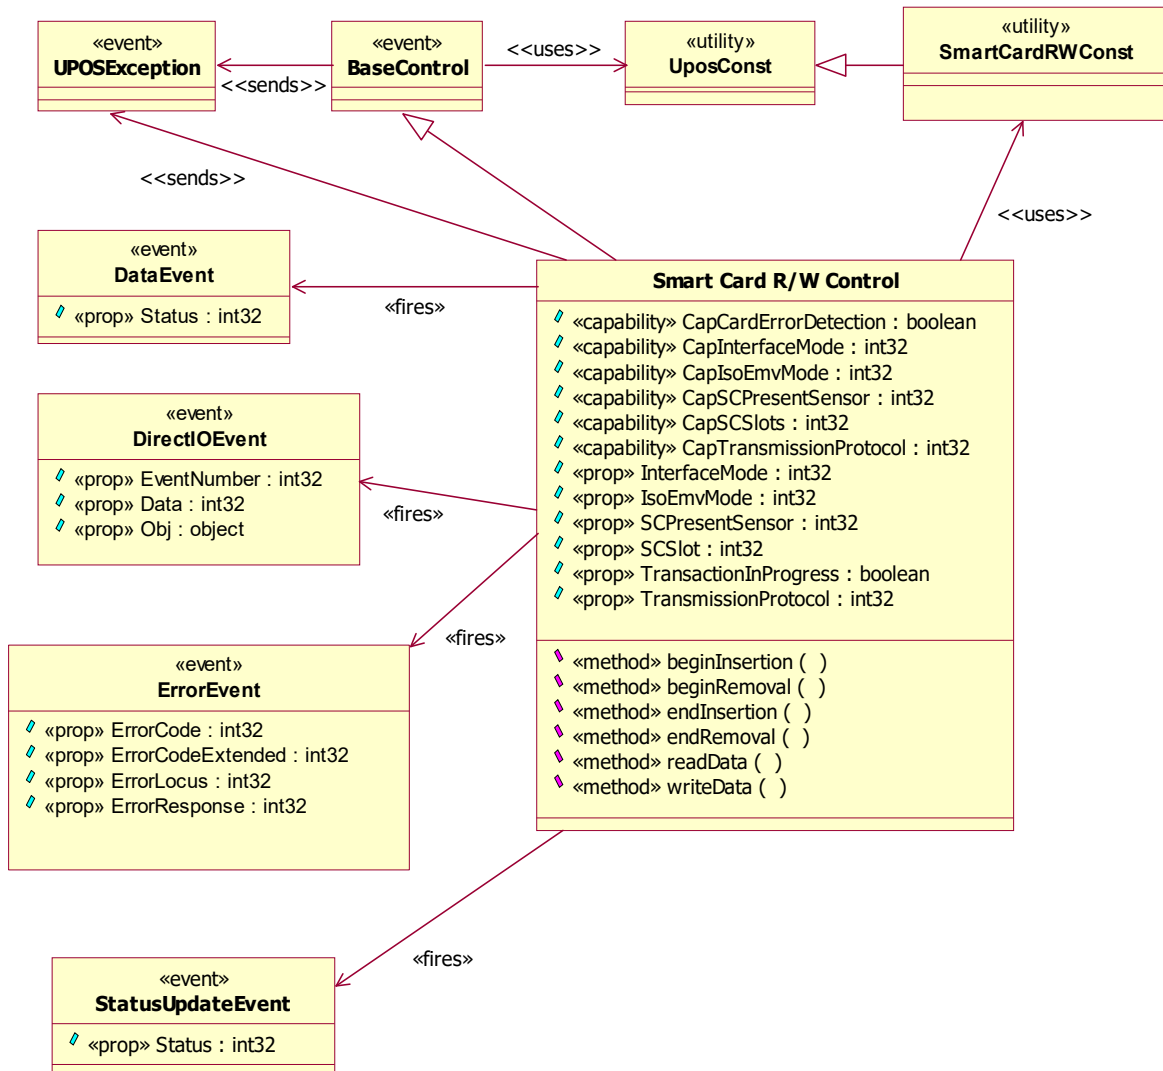 «event»
UPOSException
«event»
BaseControl
<<uses>>
«utility»
UposConst
«utility»
SmartCardRWConst
<<sends>>
<<sends>>
<<uses>>
«event»
DataEvent
«prop» Status : int32
«fires»
«event»
DirectIOEvent
«prop» EventNumber : int32
«prop» Data : int32
«prop» Obj : object
«fires»
Smart Card R/W Control
«capability» CapCardErrorDetection : boolean
«capability» CapInterfaceMode : int32
«capability» CapIsoEmvMode : int32
«capability» CapSCPresentSensor : int32
«capability» CapSCSlots : int32
«capability» CapTransmissionProtocol : int32
«prop» InterfaceMode : int32
«prop» IsoEmvMode : int32
«prop» SCPresentSensor : int32
«prop» SCSlot : int32
«prop» TransactionInProgress : boolean
«prop» TransmissionProtocol : int32
«method» beginInsertion ( )
«method» beginRemoval ( )
«method» endInsertion ( )
«method» endRemoval ( )
«method» readData ( )
«method» writeData ( )
«fires»
«event»
ErrorEvent
«prop» ErrorCode : int32
«prop» ErrorCodeExtended : int32
«prop» ErrorLocus : int32
«prop» ErrorResponse : int32
«fires»
«event»
StatusUpdateEvent
«prop» Status : int32